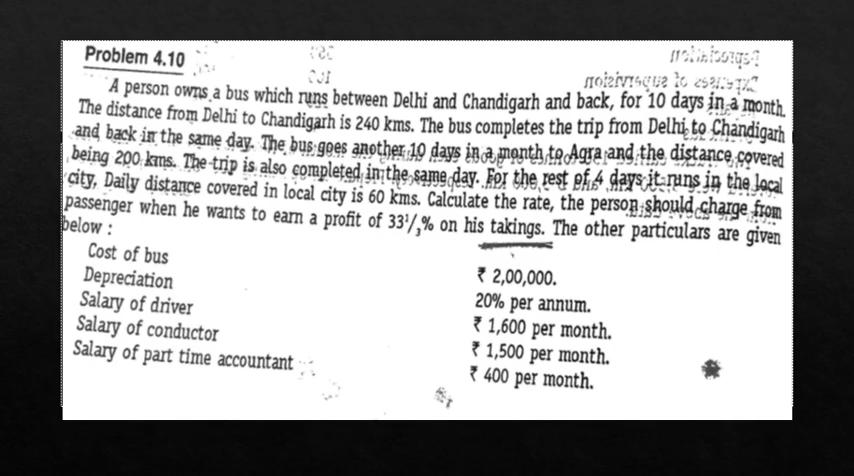 Problem 4.10
A person owns a bus which runs between Delhi and Chandigarh and back, for 10 days in a month.
The distance from Delhi to Chandigarh is 240 kms. The bus completes the trip from Delhi to Chandigarh
and back in the same day. The bus goes another 10 days in a month to Agra and the distance covered
being 200 kms. The trip is also completed in the same day. For the rest of 4 days it runs in the local
city, Daily distance covered in local city is 60 kms. Calculate the rate, the person should charge from
passenger when he wants to earn a profit of 33¹/₃% on his takings. The other particulars are given
below :
Cost of bus ₹ 2,00,000.
Depreciation 20% per annum.
Salary of driver ₹ 1,600 per month.
Salary of conductor ₹ 1,500 per month.
Salary of part time accountant ₹ 400 per month.